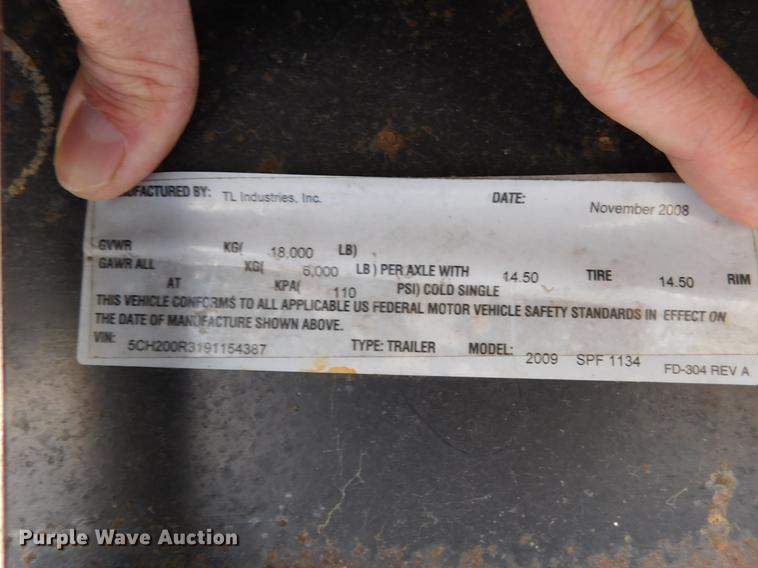 UFACTURED BY: TL Industries, Inc. DATE: November 2008
GVWR KG( 18,000 LB)
GAWR ALL KG( 6,000 LB) PER AXLE WITH 14.50 TIRE 14.50 RIM
AT KPA( 110 PSI) COLD SINGLE
THIS VEHICLE CONFORMS TO ALL APPLICABLE US FEDERAL MOTOR VEHICLE SAFETY STANDARDS IN EFFECT ON
THE DATE OF MANUFACTURE SHOWN ABOVE.
VIN: 5CH200R3191154387 TYPE: TRAILER MODEL: 2009 SPF 1134 FD-304 REV A
Purple Wave Auction®